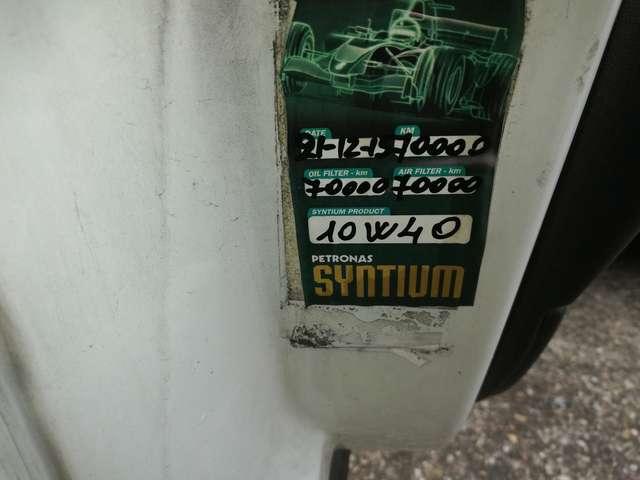 DATE KM
21-12-15 70000
OIL FILTER - km AIR FILTER - km
70000 70000
SYNTIUM PRODUCT
10W40
PETRONAS
SYNTIUM